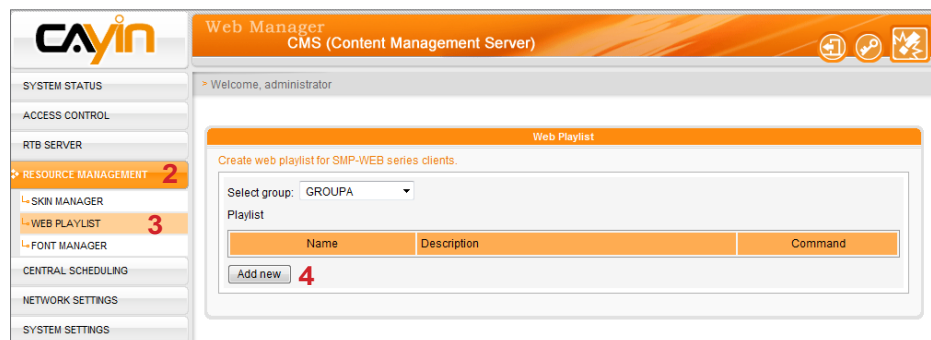 CAYIN
Web Manager
CMS (Content Management Server)
SYSTEM STATUS
ACCESS CONTROL
RTB SERVER
RESOURCE MANAGEMENT 2
SKIN MANAGER
WEB PLAYLIST 3
FONT MANAGER
CENTRAL SCHEDULING
NETWORK SETTINGS
SYSTEM SETTINGS
> Welcome, administrator
Web Playlist
Create web playlist for SMP-WEB series clients.
Select group: GROUPA
Playlist
Name Description Command
Add new 4